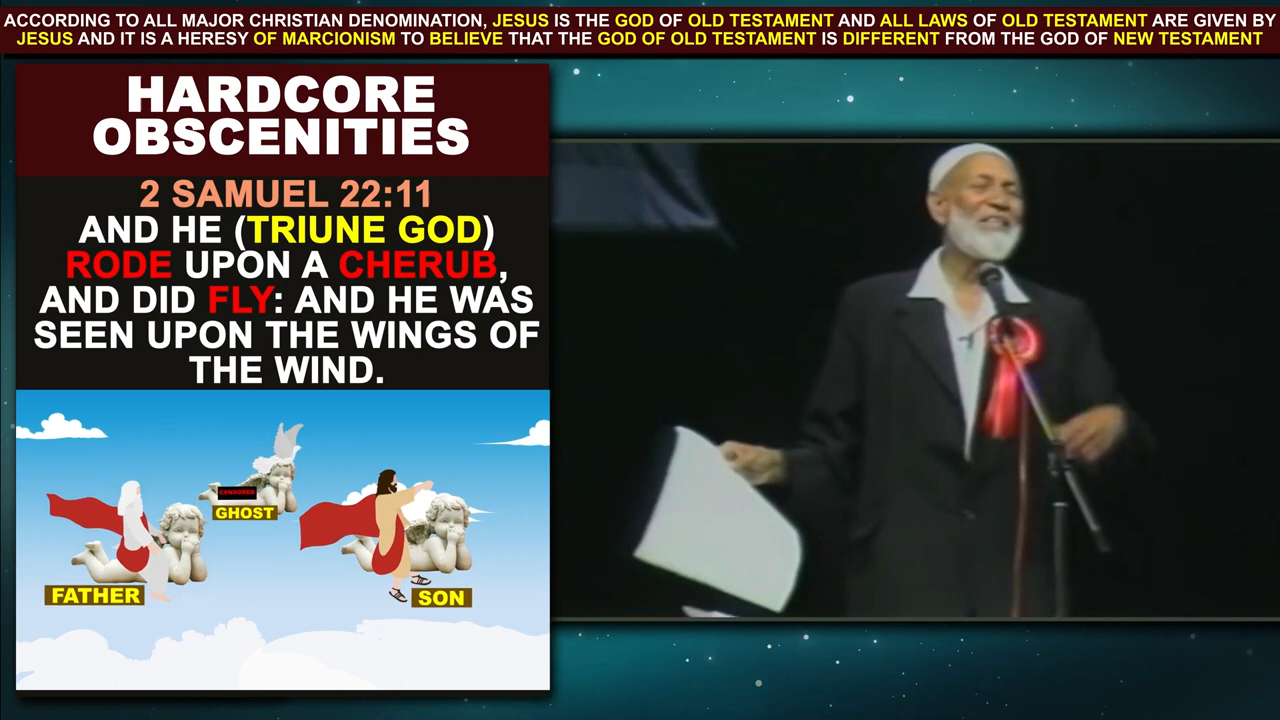 ACCORDING TO ALL MAJOR CHRISTIAN DENOMINATION, JESUS IS THE GOD OF OLD TESTAMENT AND ALL LAWS OF OLD TESTAMENT ARE GIVEN BY
JESUS AND IT IS A HERESY OF MARCIONISM TO BELIEVE THAT THE GOD OF OLD TESTAMENT IS DIFFERENT FROM THE GOD OF NEW TESTAMENT
HARDCORE
OBSCENITIES
2 SAMUEL 22:11
AND HE (TRIUNE GOD)
RODE UPON A CHERUB,
AND DID FLY: AND HE WAS
SEEN UPON THE WINGS OF
THE WIND.
CENSORED
GHOST
FATHER
SON